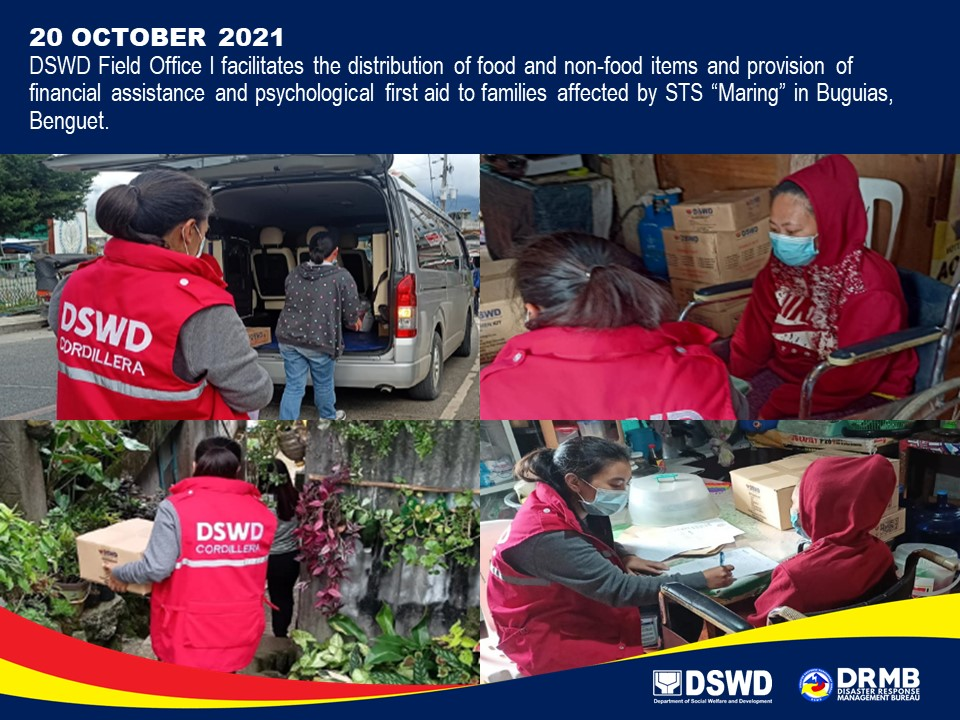 20 OCTOBER 2021
DSWD Field Office I facilitates the distribution of food and non-food items and provision of
financial assistance and psychological first aid to families affected by STS “Maring” in Buguias,
Benguet.
DSWD
CORDILLERA
DSWD
DSWD
DSWD
CORDILLERA
DSWD
Department of Social Welfare and Development
DRMB
DISASTER RESPONSE
MANAGEMENT BUREAU